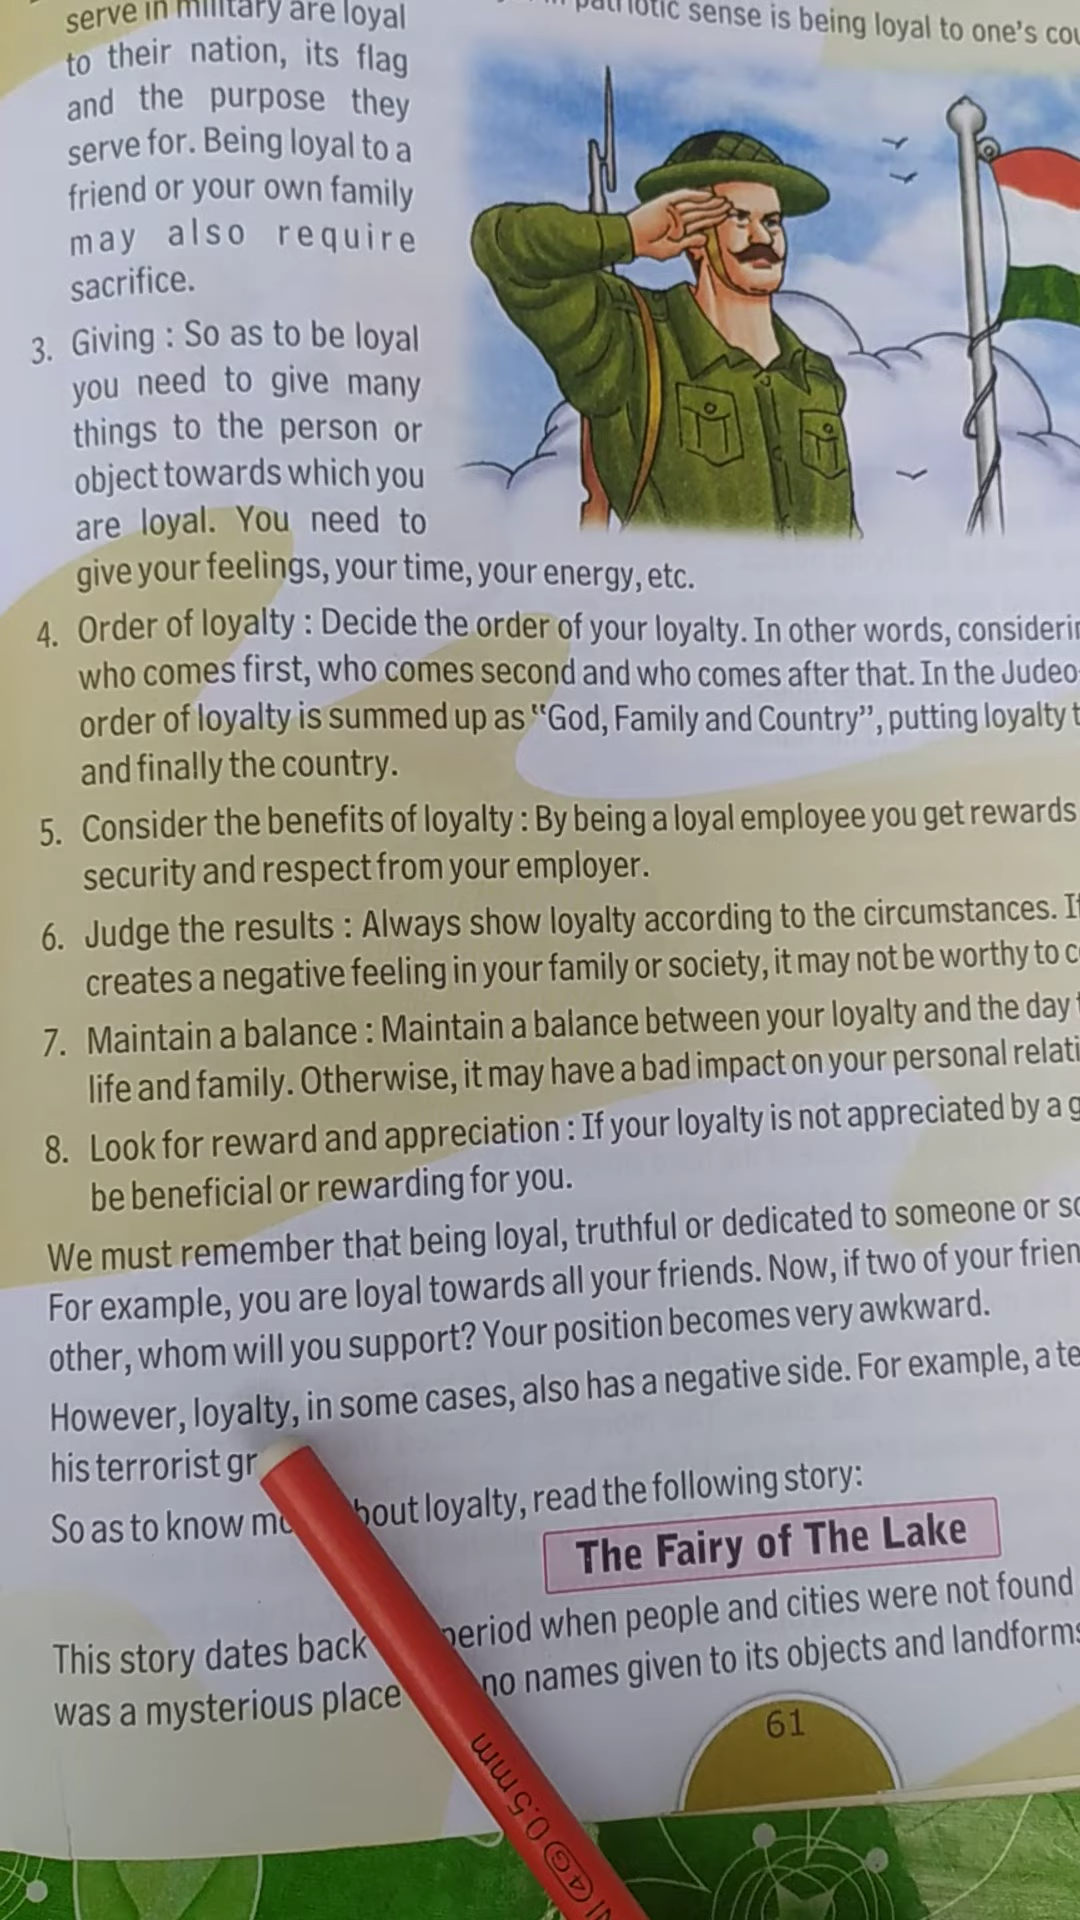 serve in military are loyal
to their nation, its flag
and the purpose they
serve for. Being loyal to a
friend or your own family
may also require
sacrifice.
patriotic sense is being loyal to one's
3. Giving : So as to be loyal
you need to give many
things to the person or
object towards which you
are loyal. You need to
give your feelings, your time, your energy, etc.
4. Order of loyalty : Decide the order of your loyalty. In other words,
who comes first, who comes second and who comes after that. In the Judeo-
order of loyalty is summed up as "God, Family and Country", putting loyalty
and finally the country.
5. Consider the benefits of loyalty : By being a loyal employee you get rewards
security and respect from your employer.
6. Judge the results : Always show loyalty according to the circumstances.
creates a negative feeling in your family or society, it may not be worthy to
7. Maintain a balance : Maintain a balance between your loyalty and the day
life and family. Otherwise, it may have a bad impact on your personal
8. Look for reward and appreciation : If your loyalty is not appreciated by a
be beneficial or rewarding for you.
We must remember that being loyal, truthful or dedicated to someone or
For example, you are loyal towards all your friends. Now, if two of your
other, whom will you support? Your position becomes very awkward.
However, loyalty, in some cases, also has a negative side. For example, a
his terrorist
So as to know loyalty, read the following story:
The Fairy of The Lake
This story dates back period when people and cities were not found
was a mysterious place no names given to its objects and landforms
61
0.5mm
4G